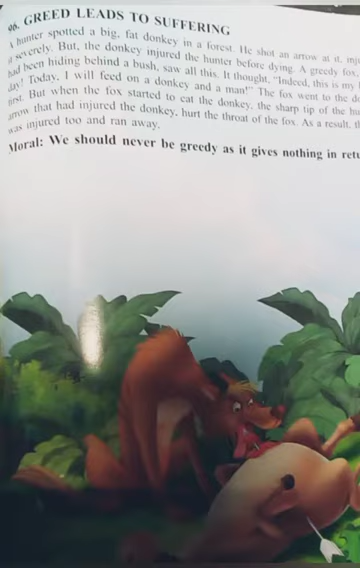 96. GREED LEADS TO SUFFERING
A hunter spotted a big, fat donkey in a forest. He shot an arrow at it,
it severely. But, the donkey injured the hunter before dying. A greedy fox,
had been hiding behind a bush, saw all this. It thought, "Indeed, this is my
day! Today, I will feed on a donkey and a man!" The fox went to the
first. But when the fox started to eat the donkey, the sharp tip of the
arrow that had injured the donkey, hurt the throat of the fox. As a result,
was injured too and ran away.
Moral: We should never be greedy as it gives nothing in